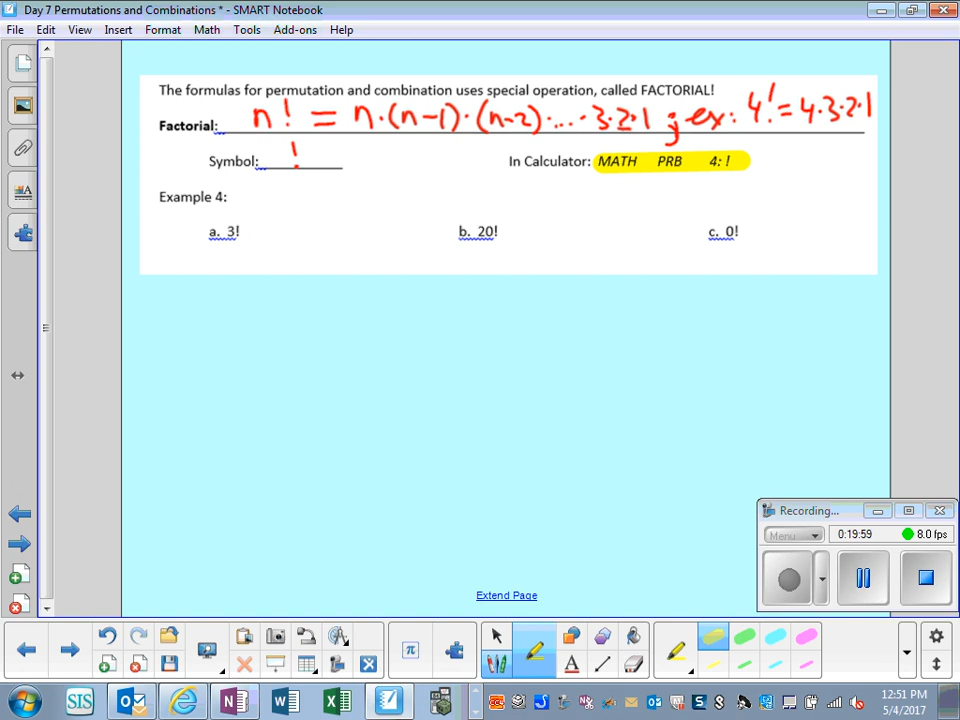 Day 7 Permutations and Combinations * - SMART Notebook
File Edit View Insert Format Math Tools Add-ons Help
The formulas for permutation and combination uses special operation, called FACTORIAL!
Factorial: n! = n·(n-1)·(n-2)·...·3·2·1 ; ex: 4! = 4·3·2·1
Symbol: ! In Calculator: MATH PRB 4: !
Example 4:
a. 3! b. 20! c. 0!
Recording...
Menu 0:19:59 8.0 fps
Extend Page
12:51 PM
5/4/2017